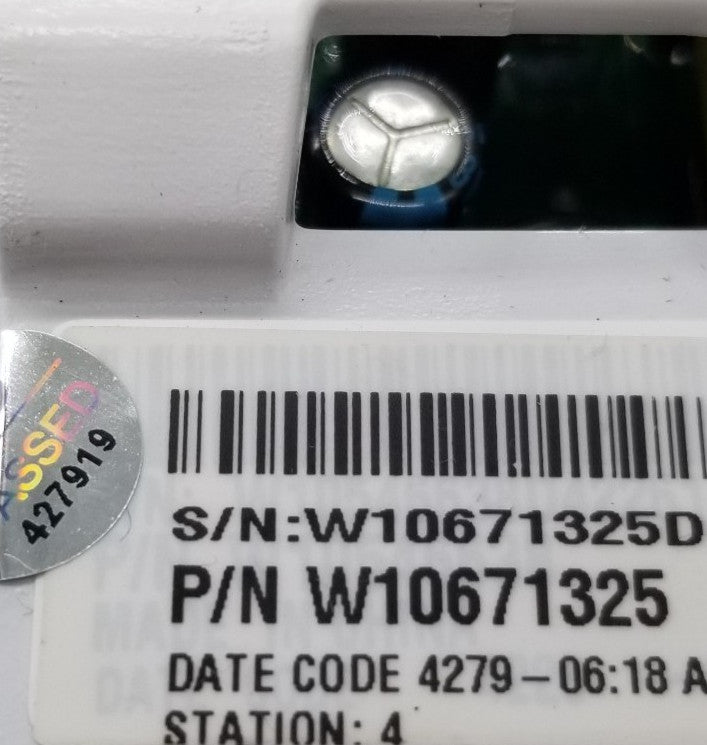 ASSED
427919
S/N:W10671325D
P/N W10671325
DATE CODE 4279-06:18 A
STATION: 4